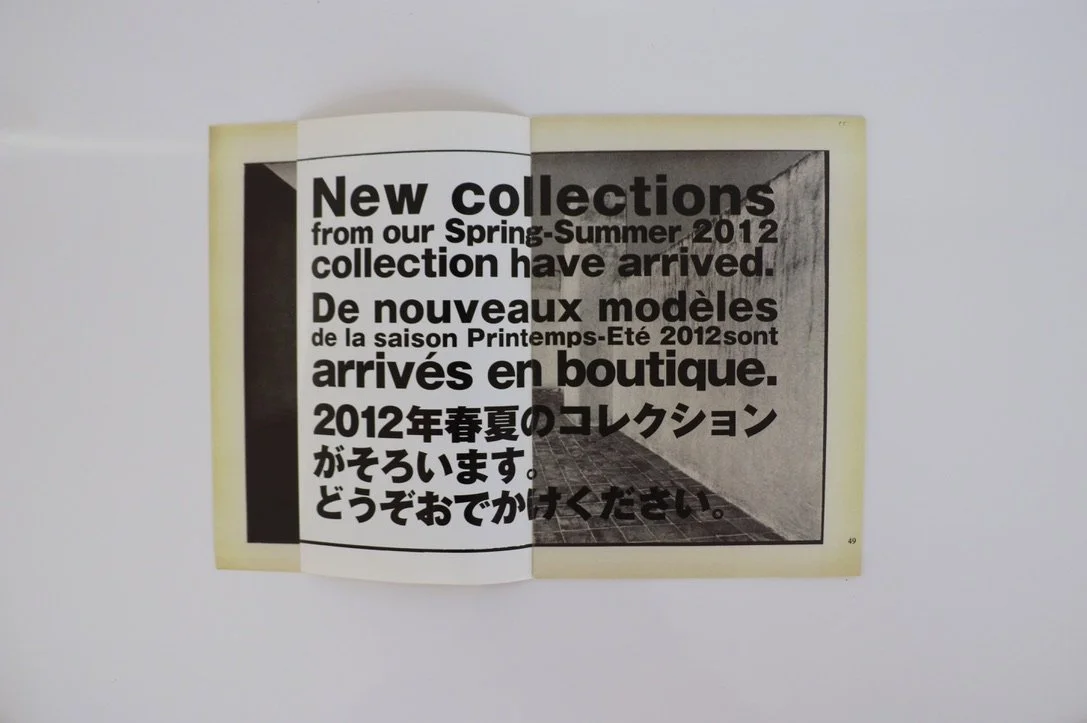 New collections
from our Spring-Summer 2012
collection have arrived.
De nouveaux modèles
de la saison Printemps-Eté 2012sont
arrivés en boutique.
2012年春夏のコレクション
がそろいます。
どうぞおでかけください。
49